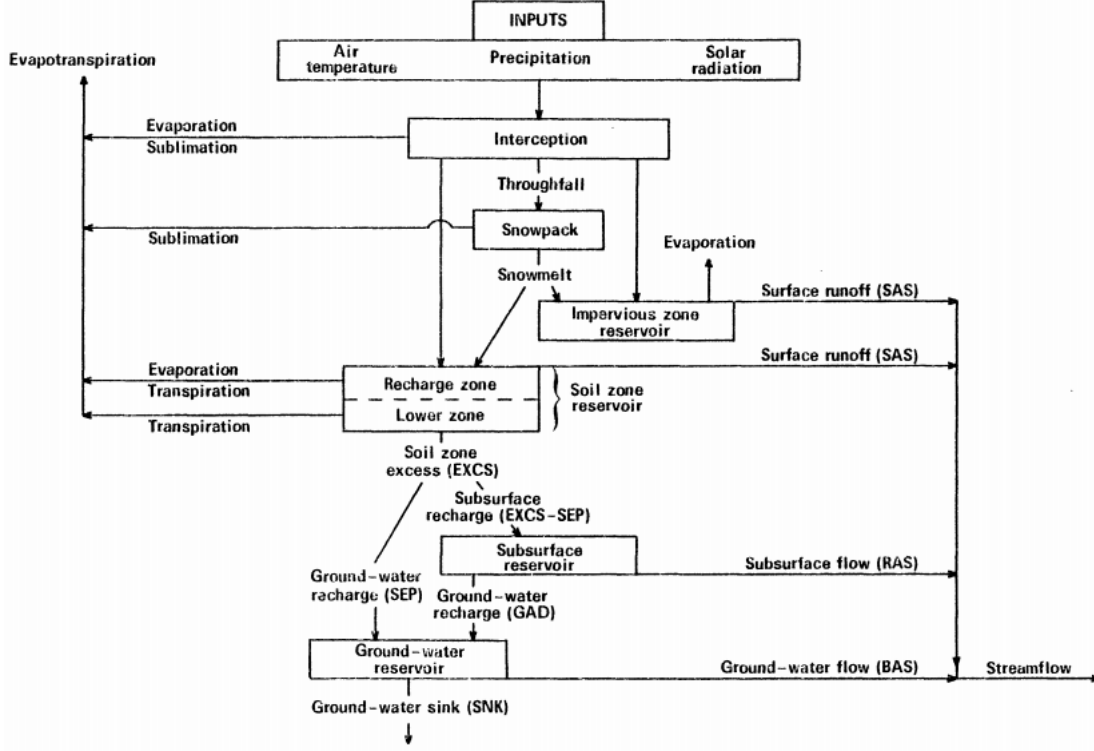 INPUTS
Air
temperature
Precipitation
Solar
radiation
Evapotranspiration
Evaporation
Sublimation
Interception
Throughfall
Sublimation
Snowpack
Evaporation
Snowmelt
Surface runoff (SAS)
Impervious zone
reservoir
Surface runoff (SAS)
Evaporation
Transpiration
Recharge zone
Soil zone
reservoir
Lower zone
Transpiration
Soil zone
excess (EXCS)
Subsurface
recharge (EXCS-SEP)
Subsurface
reservoir
Subsurface flow (RAS)
Ground-water
recharge (SEP)
Ground-water
recharge (GAD)
Ground-water
reservoir
Ground-water flow (BAS)
Streamflow
Ground-water sink (SNK)